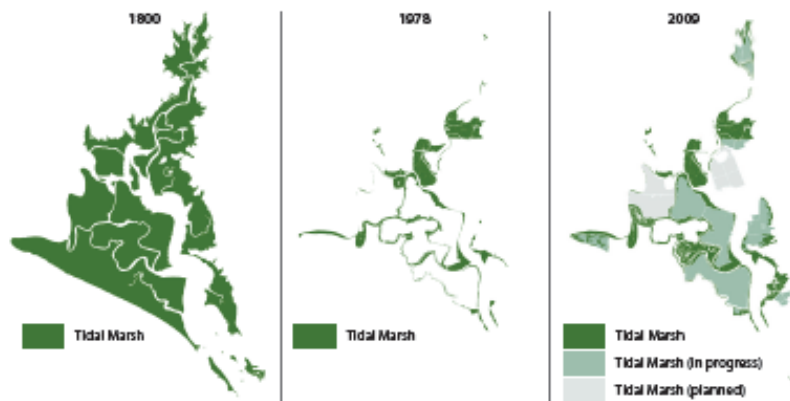 1800
1978
2009
Tidal Marsh
Tidal Marsh
Tidal Marsh
Tidal Marsh (in progress)
Tidal Marsh (planned)